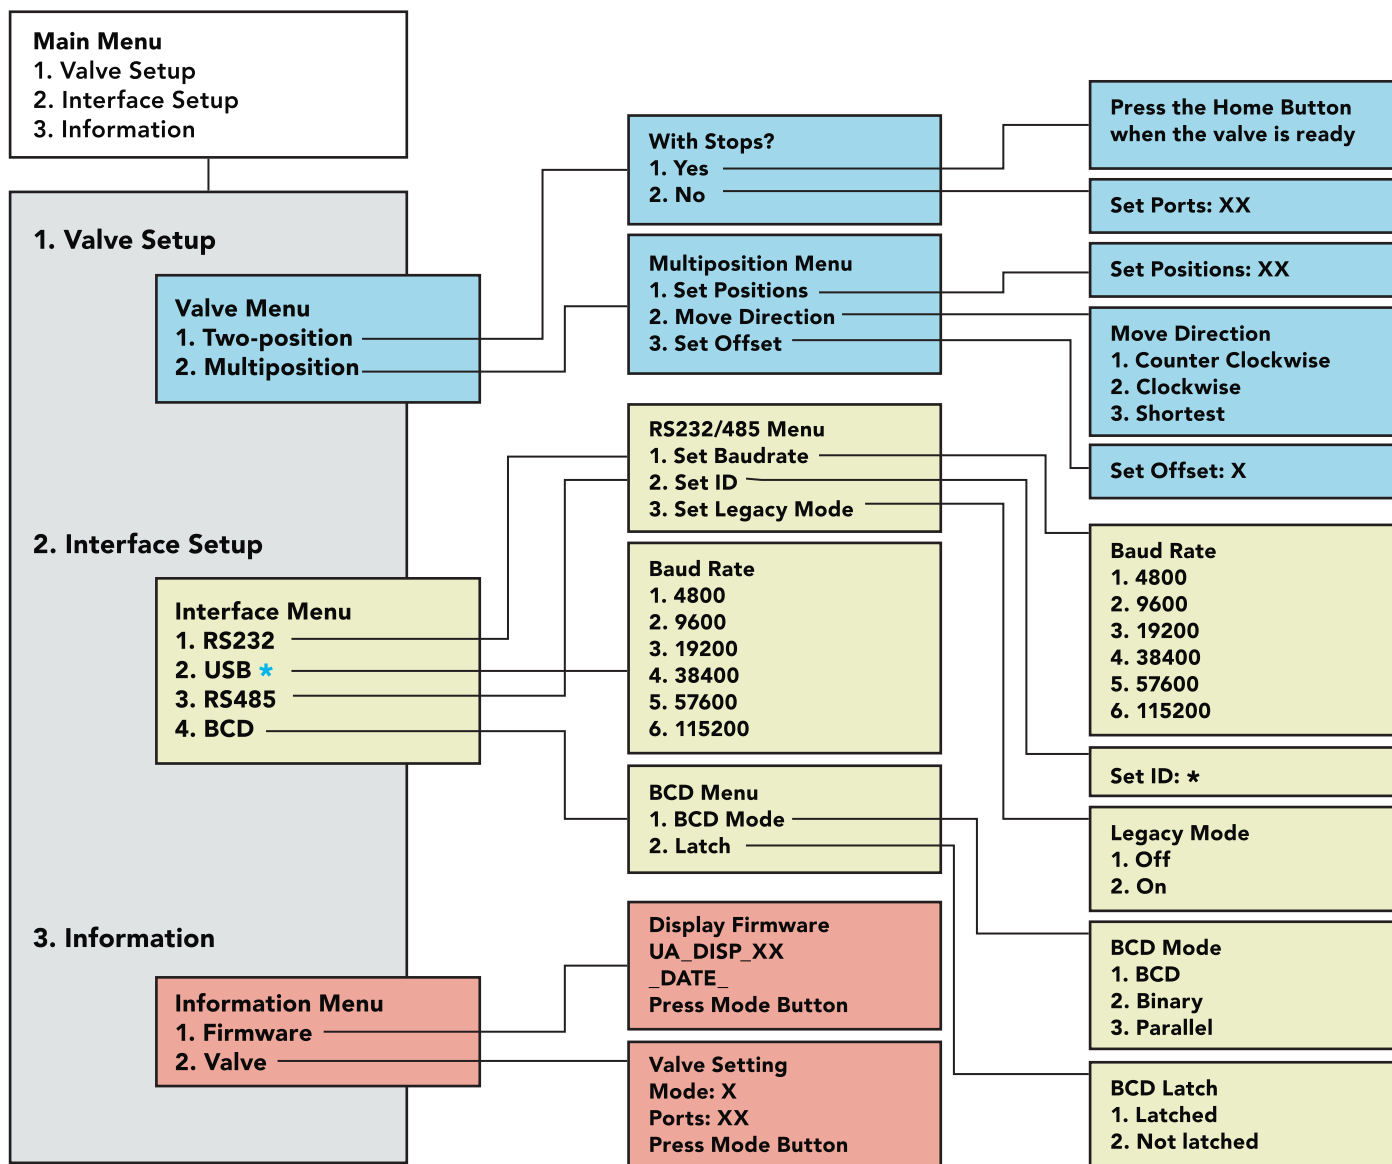 Main Menu
1. Valve Setup
2. Interface Setup
3. Information
1. Valve Setup
Valve Menu
1. Two-position
2. Multiposition
With Stops?
1. Yes
2. No
Press the Home Button
when the valve is ready
Set Ports: XX
Multiposition Menu
1. Set Positions
2. Move Direction
3. Set Offset
Set Positions: XX
Move Direction
1. Counter Clockwise
2. Clockwise
3. Shortest
Set Offset: X
2. Interface Setup
Interface Menu
1. RS232
2. USB *
3. RS485
4. BCD
RS232/485 Menu
1. Set Baudrate
2. Set ID
3. Set Legacy Mode
Baud Rate
1. 4800
2. 9600
3. 19200
4. 38400
5. 57600
6. 115200
BCD Menu
1. BCD Mode
2. Latch
Baud Rate
1. 4800
2. 9600
3. 19200
4. 38400
5. 57600
6. 115200
Set ID: *
Legacy Mode
1. Off
2. On
BCD Mode
1. BCD
2. Binary
3. Parallel
BCD Latch
1. Latched
2. Not latched
3. Information
Information Menu
1. Firmware
2. Valve
Display Firmware
UA_DISP_XX
_DATE_
Press Mode Button
Valve Setting
Mode: X
Ports: XX
Press Mode Button